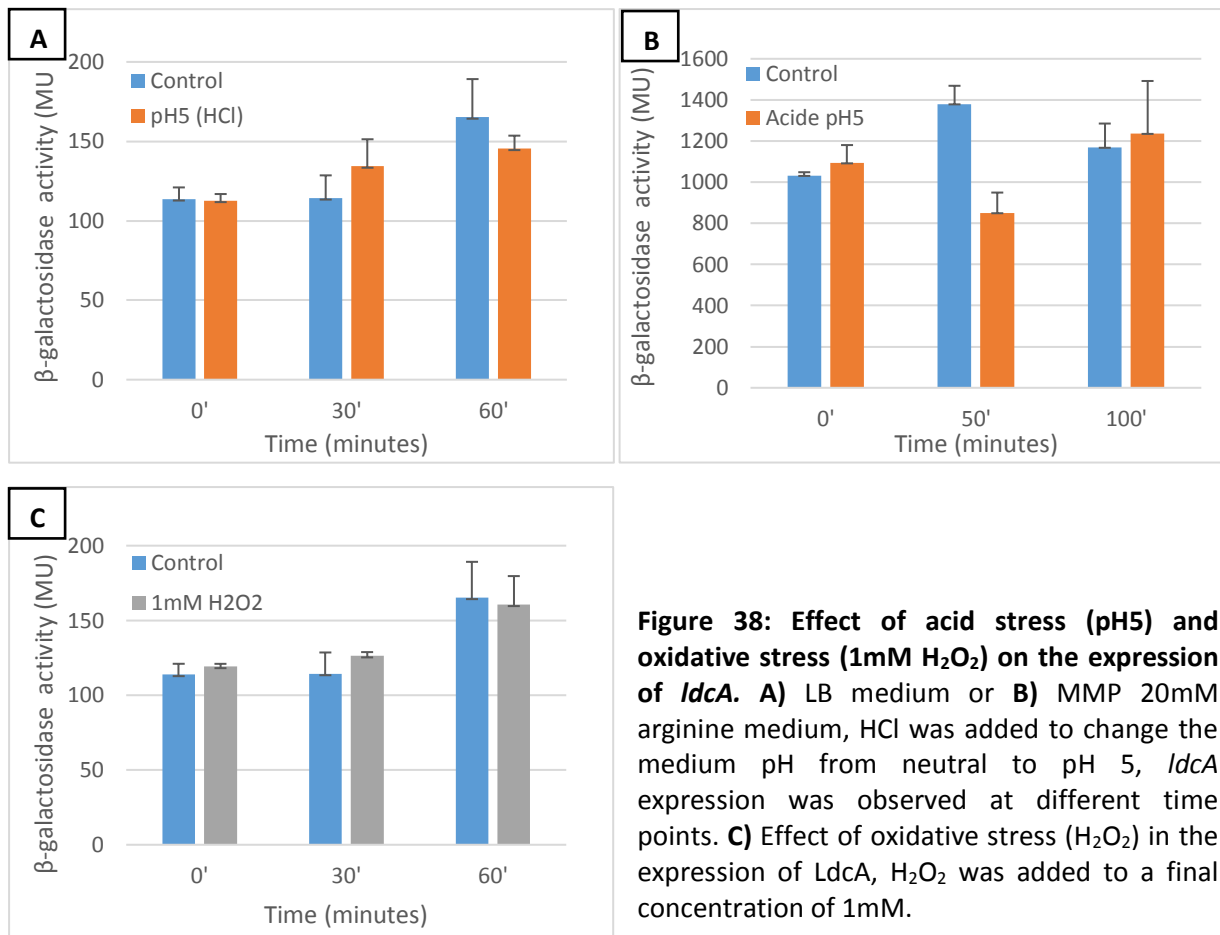 A
β-galactosidase activity (MU
200
150
100
50
0
Control
pH5 (HCl)
0' 30' 60'
Time (minutes)
B
β-galactosidase activity (MU)
1600
1400
1200
1000
800
600
400
200
0
Control
Acide pH5
0' 50' 100'
Time (minutes)
C
β-galactosidase activity (MU)
200
150
100
50
0
Control
1mM H2O2
0' 30' 60'
Time (minutes)
Figure 38: Effect of acid stress (pH5) and
oxidative stress (1mM H₂O₂) on the expression
of ldcA. A) LB medium or B) MMP 20mM
arginine medium, HCl was added to change the
medium pH from neutral to pH 5, ldcA
expression was observed at different time
points. C) Effect of oxidative stress (H₂O₂) in the
expression of LdcA, H₂O₂ was added to a final
concentration of 1mM.